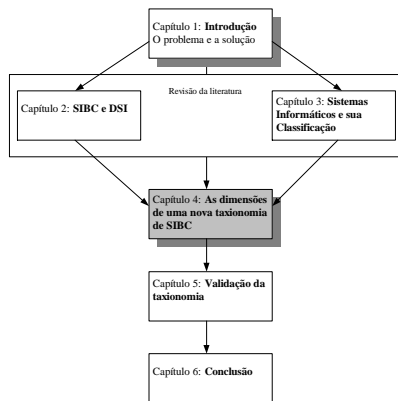 Capítulo 1: Introdução
O problema e a solução
Revisão da literatura
Capítulo 2: SIBC e DSI
Capítulo 3: Sistemas
Informáticos e sua
Classificação
Capítulo 4: As dimensões
de uma nova taxionomia
de SIBC
Capítulo 5: Validação da
taxionomia
Capítulo 6: Conclusão